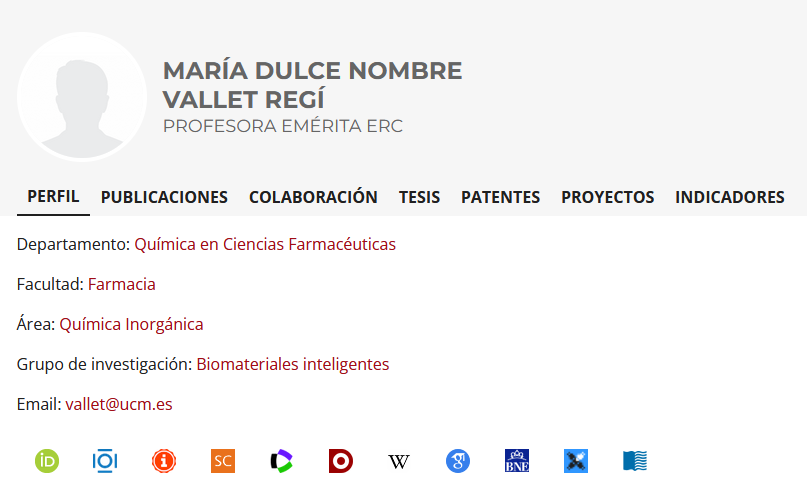 MARÍA DULCE NOMBRE
VALLET REGÍ
PROFESORA EMÉRITA ERC
PERFIL PUBLICACIONES COLABORACIÓN TESIS PATENTES PROYECTOS INDICADORES
Departamento: Química en Ciencias Farmacéuticas
Facultad: Farmacia
Área: Química Inorgánica
Grupo de investigación: Biomateriales inteligentes
Email: vallet@ucm.es
iD SC W g BNE